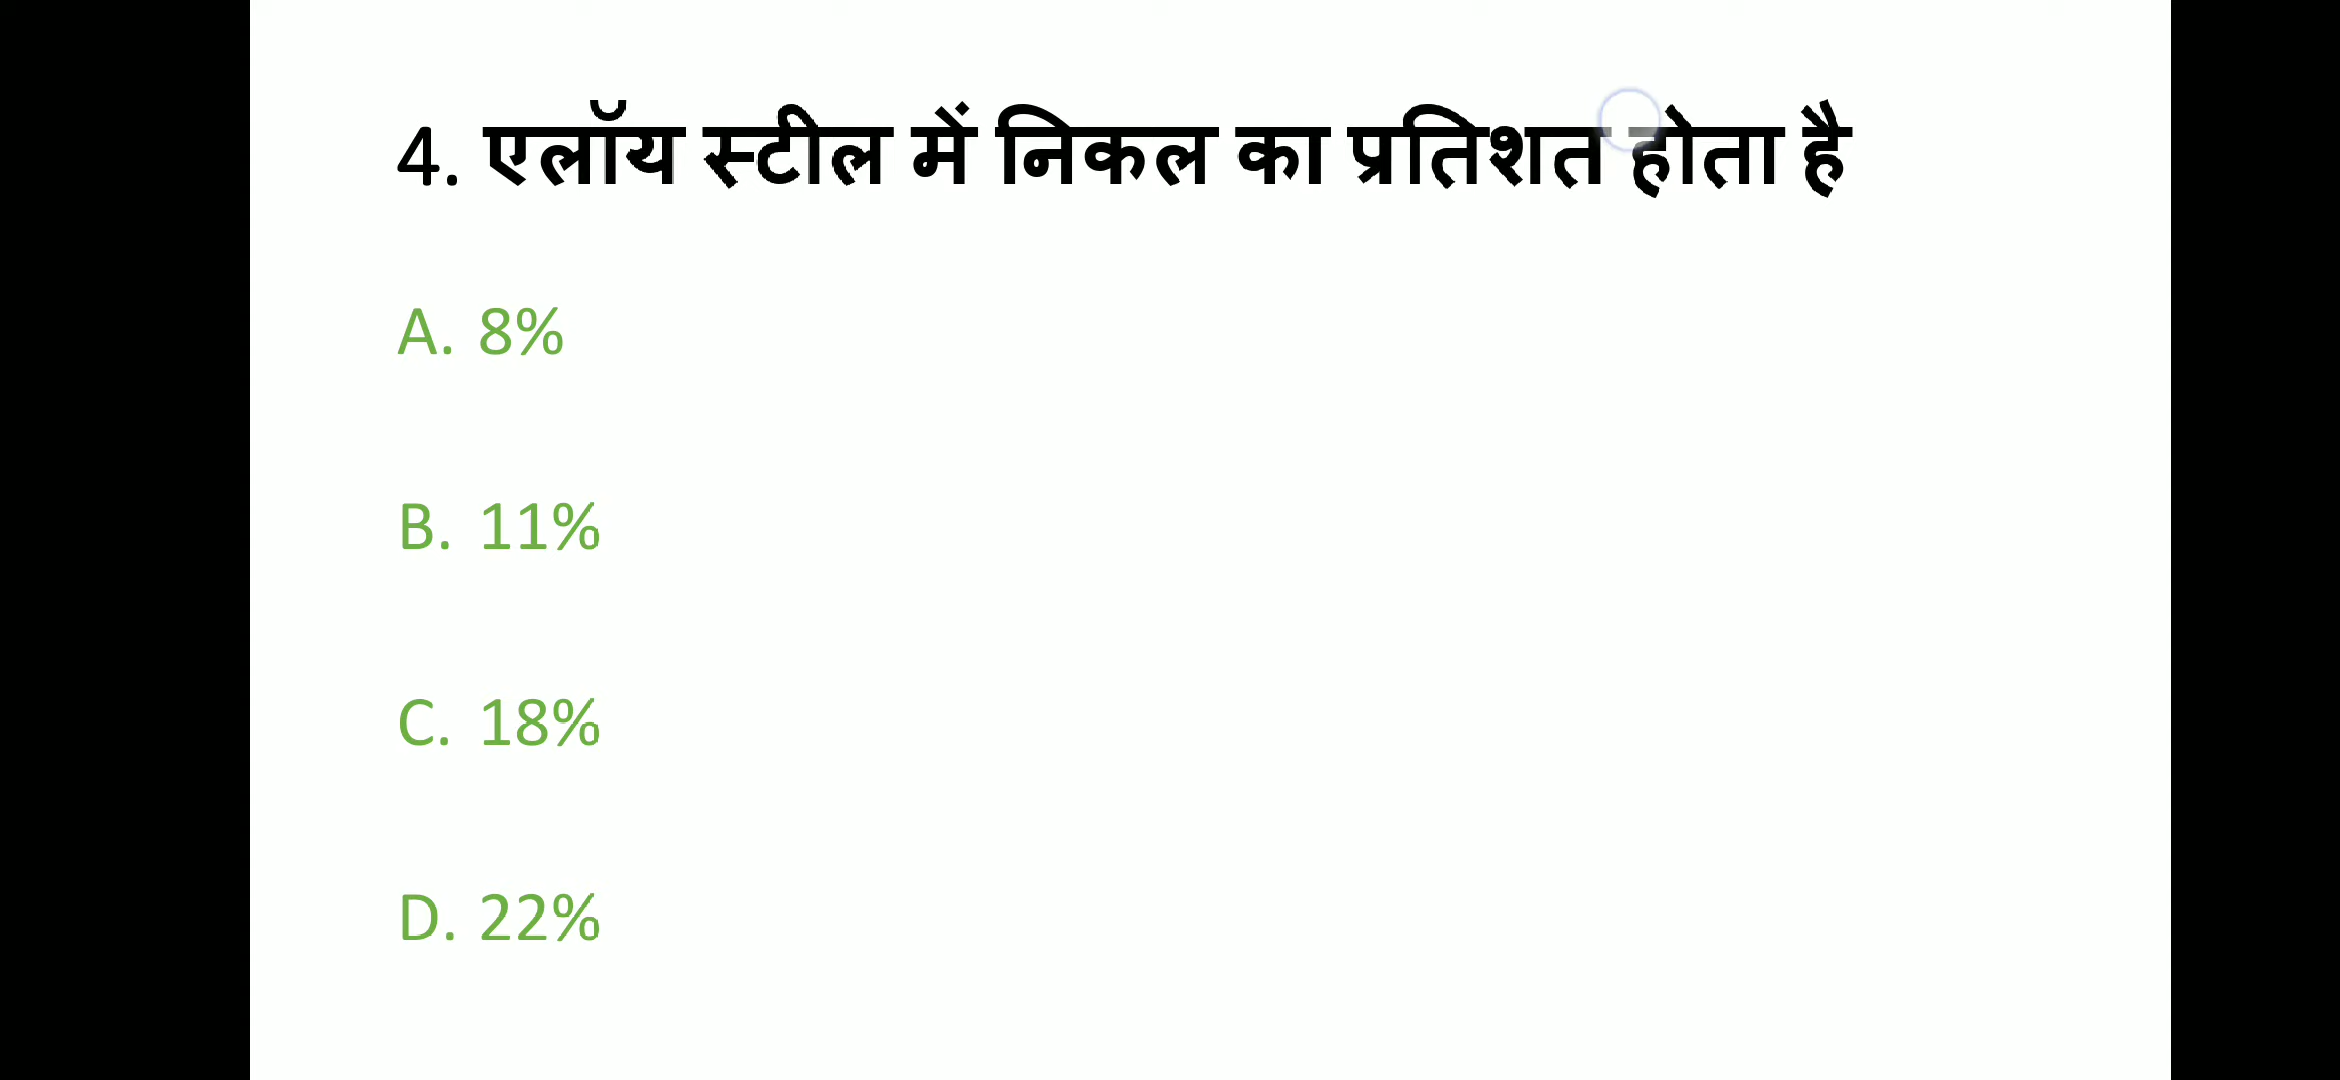 4. एलॉय स्टील में निकल का प्रतिशत होता है
A. 8%
B. 11%
C. 18%
D. 22%